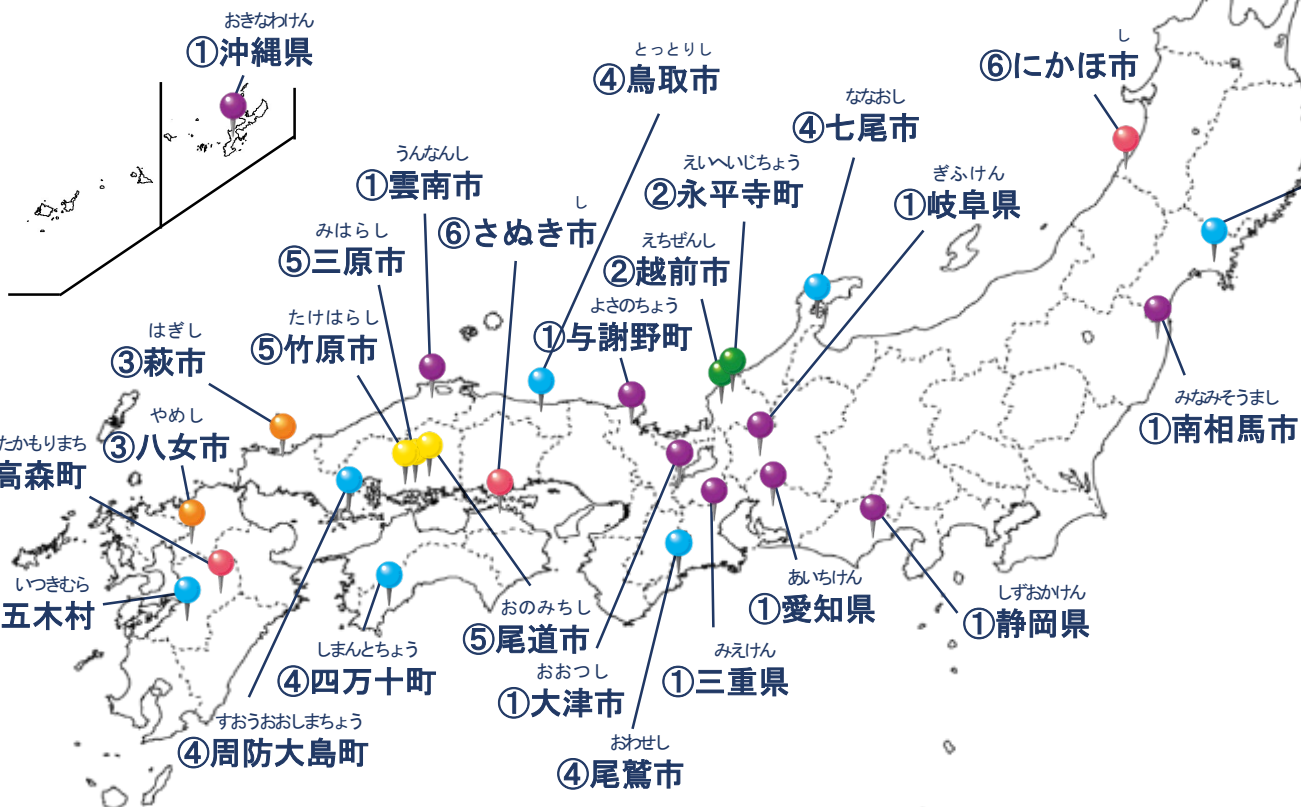 おきなわけん
①沖縄県
とっとりし
④鳥取市
し
⑥にかほ市
ななおし
④七尾市
うんなんし
①雲南市
えいへいじちょう
②永平寺町
ぎふけん
①岐阜県
し
⑥さぬき市
みはらし
⑤三原市
えちぜんし
②越前市
よさのちょう
①与謝野町
たけはらし
⑤竹原市
はぎし
③萩市
みなみそうまし
①南相馬市
やめし
③八女市
たかもりまち
高森町
いつきむら
五木村
あいちけん
①愛知県
しずおかけん
①静岡県
おのみちし
⑤尾道市
しまんとちょう
④四万十町
みえけん
①三重県
おおつし
①大津市
すおうおおしまちょう
④周防大島町
おわせし
④尾鷲市